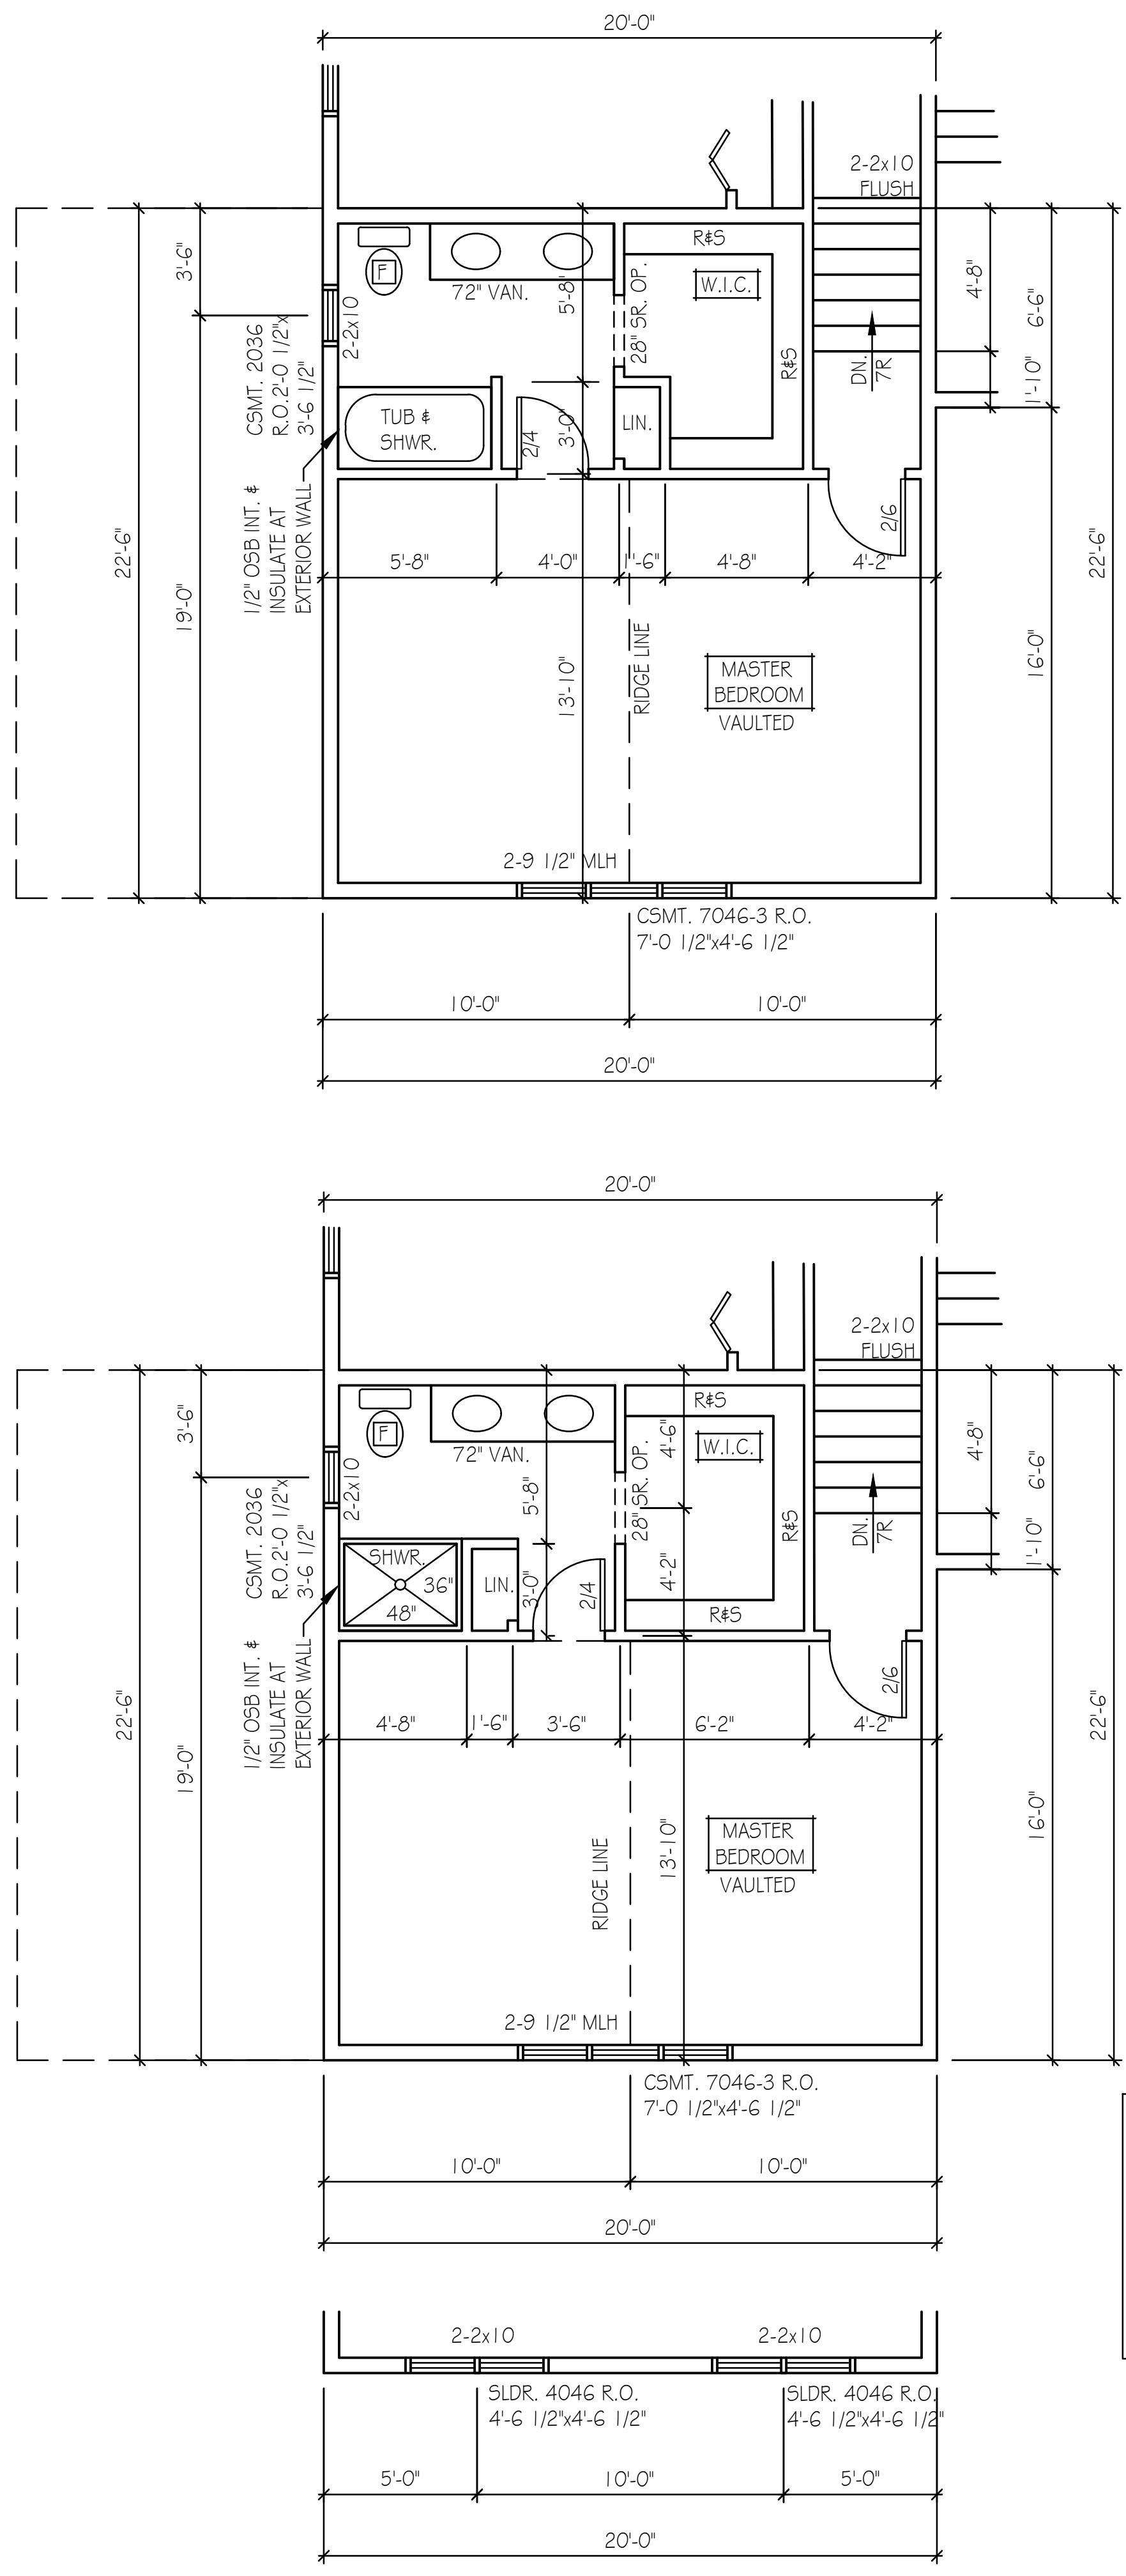 20'-0"
2-2x10
FLUSH
3'-6"
2-2x10
CSMT. 2036
R.O.2'-0 1/2"x
3'-6 1/2"
72" VAN.
F
5'-8"
28" SR. OP.
R&S
W.I.C.
R&S
DN.
7R
4'-8"
6'-6"
1'-10"
TUB &
SHWR.
2/4
3'-0"
LIN.
2/6
1/2" OSB INT. &
INSULATE AT
EXTERIOR WALL
22'-6"
19'-0"
5'-8"
4'-0"
1'-6"
4'-8"
4'-2"
22'-6"
16'-0"
13'-10"
RIDGE LINE
MASTER
BEDROOM
VAULTED
2-9 1/2" MLH
CSMT. 7046-3 R.O.
7'-0 1/2"x4'-6 1/2"
10'-0"
10'-0"
20'-0"
20'-0"
2-2x10
FLUSH
3'-6"
2-2x10
CSMT. 2036
R.O.2'-0 1/2"x
3'-6 1/2"
72" VAN.
F
5'-8"
28" SR. OP.
4'-6"
R&S
W.I.C.
R&S
DN.
7R
4'-8"
6'-6"
1'-10"
SHWR.
36"
48"
LIN.
3'-0"
2/4
4'-2"
R&S
2/6
1/2" OSB INT. &
INSULATE AT
EXTERIOR WALL
22'-6"
19'-0"
4'-8"
1'-6"
3'-6"
6'-2"
4'-2"
22'-6"
16'-0"
RIDGE LINE
13'-10"
MASTER
BEDROOM
VAULTED
2-9 1/2" MLH
CSMT. 7046-3 R.O.
7'-0 1/2"x4'-6 1/2"
10'-0"
10'-0"
20'-0"
2-2x10
2-2x10
SLDR. 4046 R.O.
4'-6 1/2"x4'-6 1/2"
SLDR. 4046 R.O.
4'-6 1/2"x4'-6 1/2"
5'-0"
10'-0"
5'-0"
20'-0"